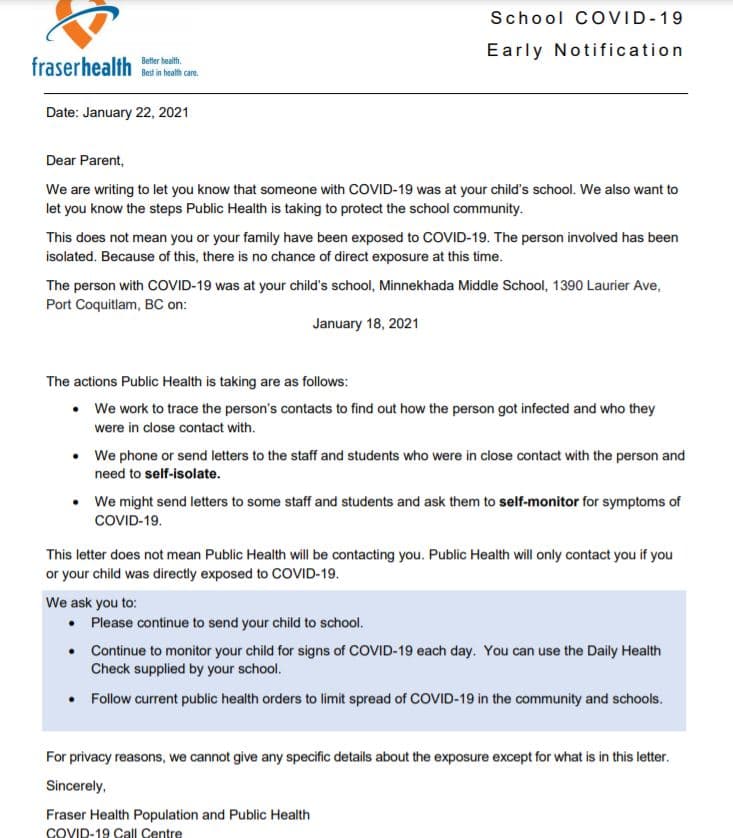 School COVID-19
Early Notification
fraserhealth
Better health.
Best in health care.
Date: January 22, 2021
Dear Parent,
We are writing to let you know that someone with COVID-19 was at your child's school. We also want to
let you know the steps Public Health is taking to protect the school community.
This does not mean you or your family have been exposed to COVID-19. The person involved has been
isolated. Because of this, there is no chance of direct exposure at this time.
The person with COVID-19 was at your child's school, Minnekhada Middle School, 1390 Laurier Ave,
Port Coquitlam, BC on:
January 18, 2021
The actions Public Health is taking are as follows:
• We work to trace the person's contacts to find out how the person got infected and who they
were in close contact with.
• We phone or send letters to the staff and students who were in close contact with the person and
need to self-isolate.
• We might send letters to some staff and students and ask them to self-monitor for symptoms of
COVID-19.
This letter does not mean Public Health will be contacting you. Public Health will only contact you if you
or your child was directly exposed to COVID-19.
We ask you to:
• Please continue to send your child to school.
• Continue to monitor your child for signs of COVID-19 each day. You can use the Daily Health
Check supplied by your school.
• Follow current public health orders to limit spread of COVID-19 in the community and schools.
For privacy reasons, we cannot give any specific details about the exposure except for what is in this letter.
Sincerely,
Fraser Health Population and Public Health
COVID-19 Call Centre